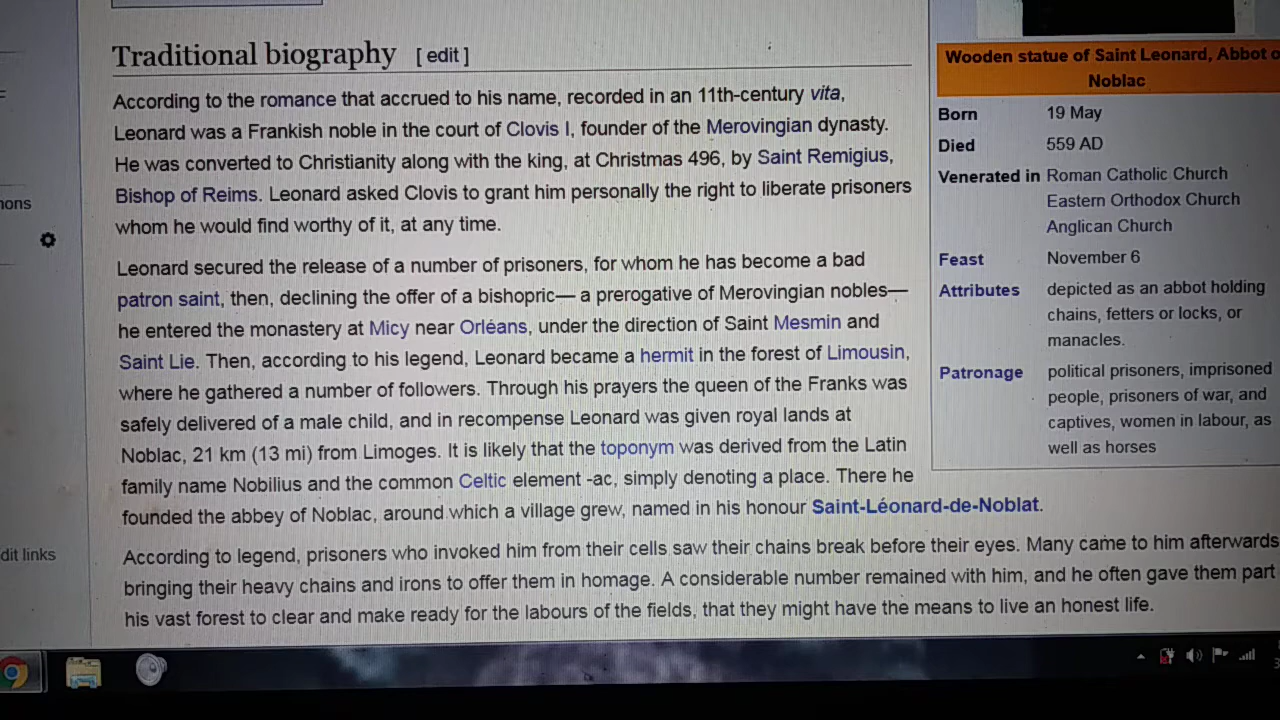 Traditional biography [ edit ]
According to the romance that accrued to his name, recorded in an 11th-century vita,
Leonard was a Frankish noble in the court of Clovis I, founder of the Merovingian dynasty.
He was converted to Christianity along with the king, at Christmas 496, by Saint Remigius,
Bishop of Reims. Leonard asked Clovis to grant him personally the right to liberate prisoners
whom he would find worthy of it, at any time.
Leonard secured the release of a number of prisoners, for whom he has become a bad
patron saint, then, declining the offer of a bishopric— a prerogative of Merovingian nobles—
he entered the monastery at Micy near Orléans, under the direction of Saint Mesmin and
Saint Lie. Then, according to his legend, Leonard became a hermit in the forest of Limousin,
where he gathered a number of followers. Through his prayers the queen of the Franks was
safely delivered of a male child, and in recompense Leonard was given royal lands at
Noblac, 21 km (13 mi) from Limoges. It is likely that the toponym was derived from the Latin
family name Nobilius and the common Celtic element -ac, simply denoting a place. There he
founded the abbey of Noblac, around which a village grew, named in his honour Saint-Léonard-de-Noblat.
According to legend, prisoners who invoked him from their cells saw their chains break before their eyes. Many came to him afterwards
bringing their heavy chains and irons to offer them in homage. A considerable number remained with him, and he often gave them part
his vast forest to clear and make ready for the labours of the fields, that they might have the means to live an honest life.
Wooden statue of Saint Leonard, Abbot o
Noblac
Born 19 May
Died 559 AD
Venerated in Roman Catholic Church
Eastern Orthodox Church
Anglican Church
Feast November 6
Attributes depicted as an abbot holding
chains, fetters or locks, or
manacles.
Patronage political prisoners, imprisoned
people, prisoners of war, and
captives, women in labour, as
well as horses
mons
dit links